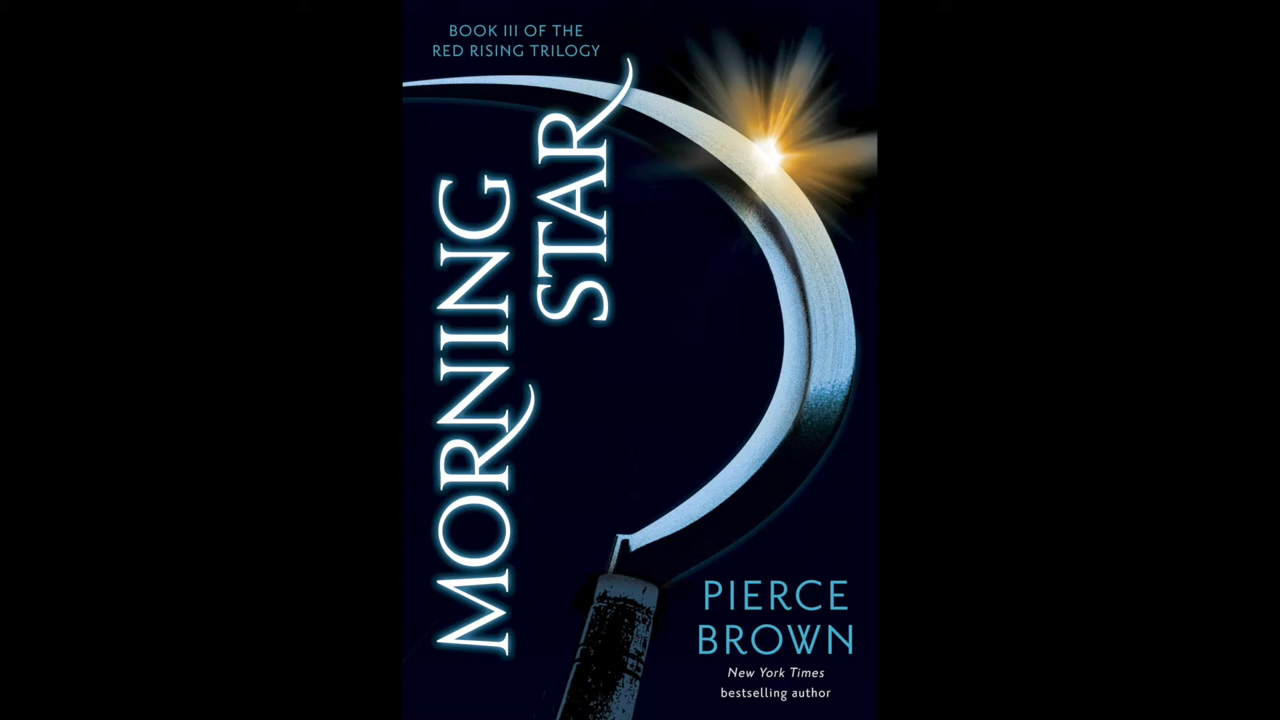 BOOK III OF THE
RED RISING TRILOGY
MORNING
STAR
PIERCE
BROWN
New York Times
bestselling author